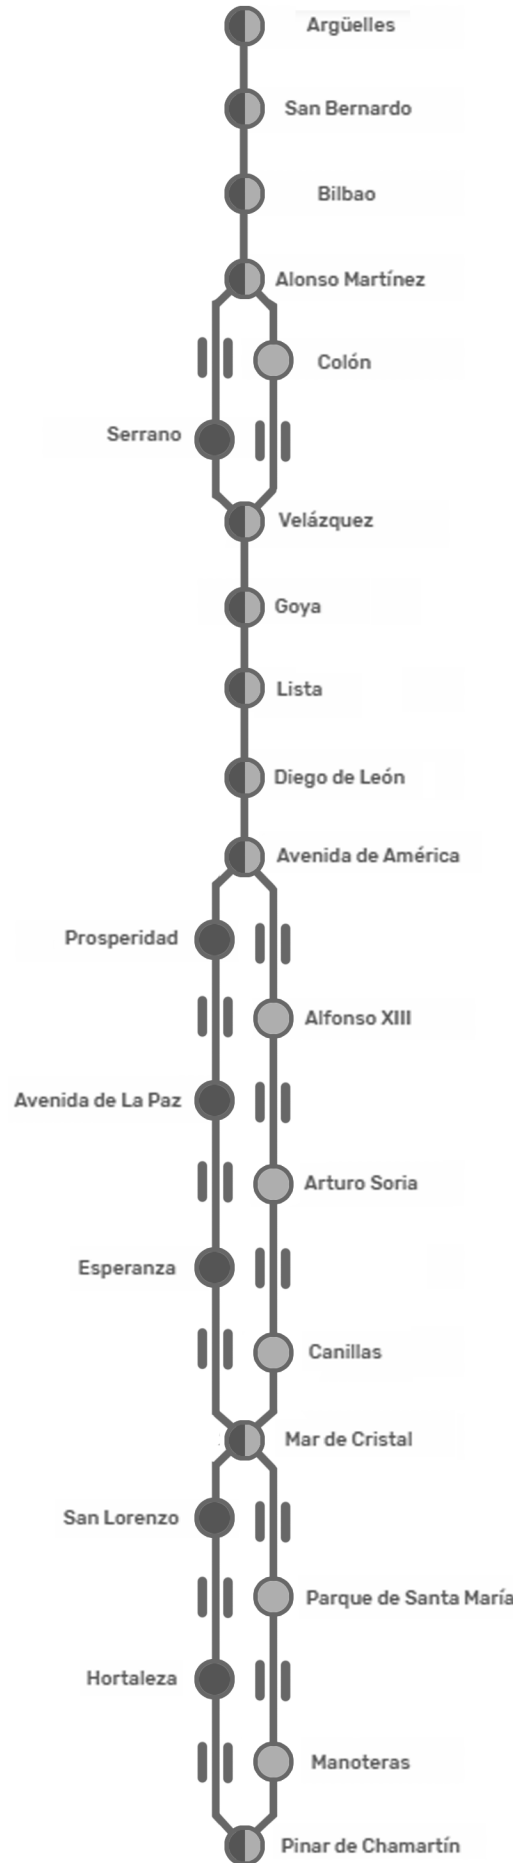 Argüelles
San Bernardo
Bilbao
Alonso Martínez
Colón
Serrano
Velázquez
Goya
Lista
Diego de León
Avenida de América
Prosperidad
Alfonso XIII
Avenida de La Paz
Arturo Soria
Esperanza
Canillas
Mar de Cristal
San Lorenzo
Parque de Santa María
Hortaleza
Manoteras
Pinar de Chamartín